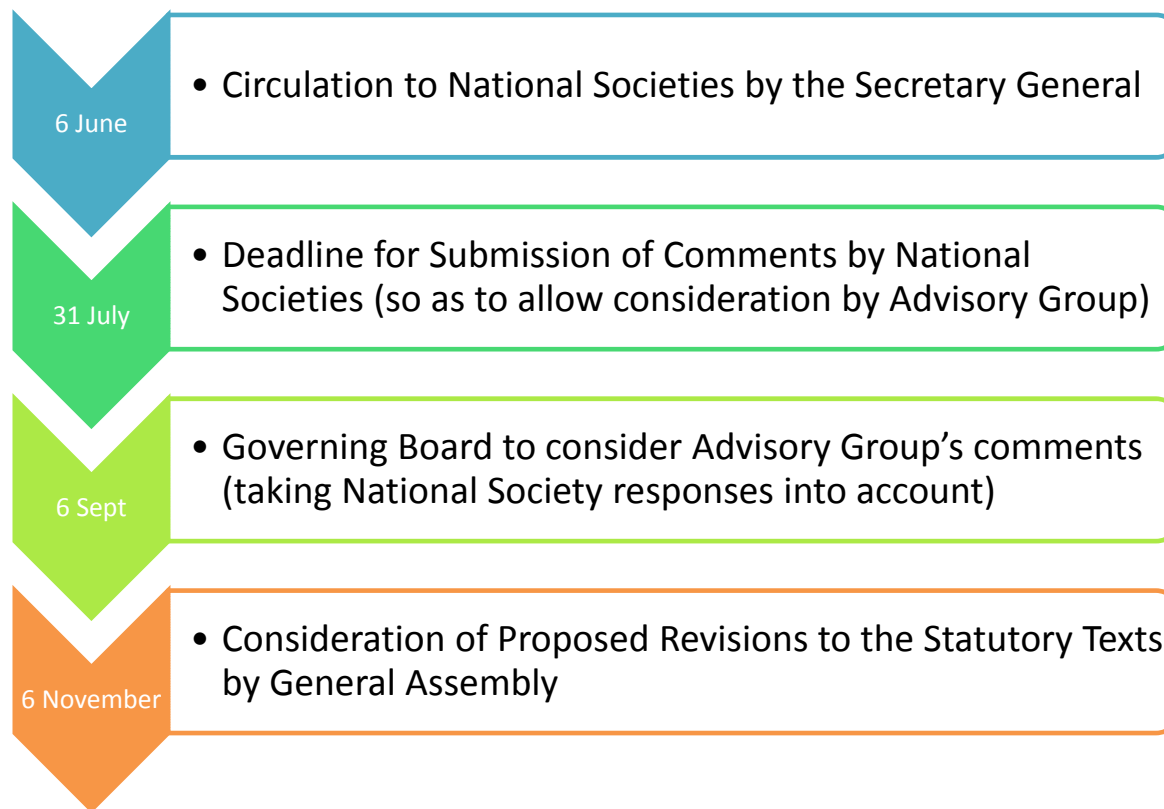 6 June
• Circulation to National Societies by the Secretary General
31 July
• Deadline for Submission of Comments by National
Societies (so as to allow consideration by Advisory Group)
6 Sept
• Governing Board to consider Advisory Group's comments
(taking National Society responses into account)
6 November
• Consideration of Proposed Revisions to the Statutory Texts
by General Assembly